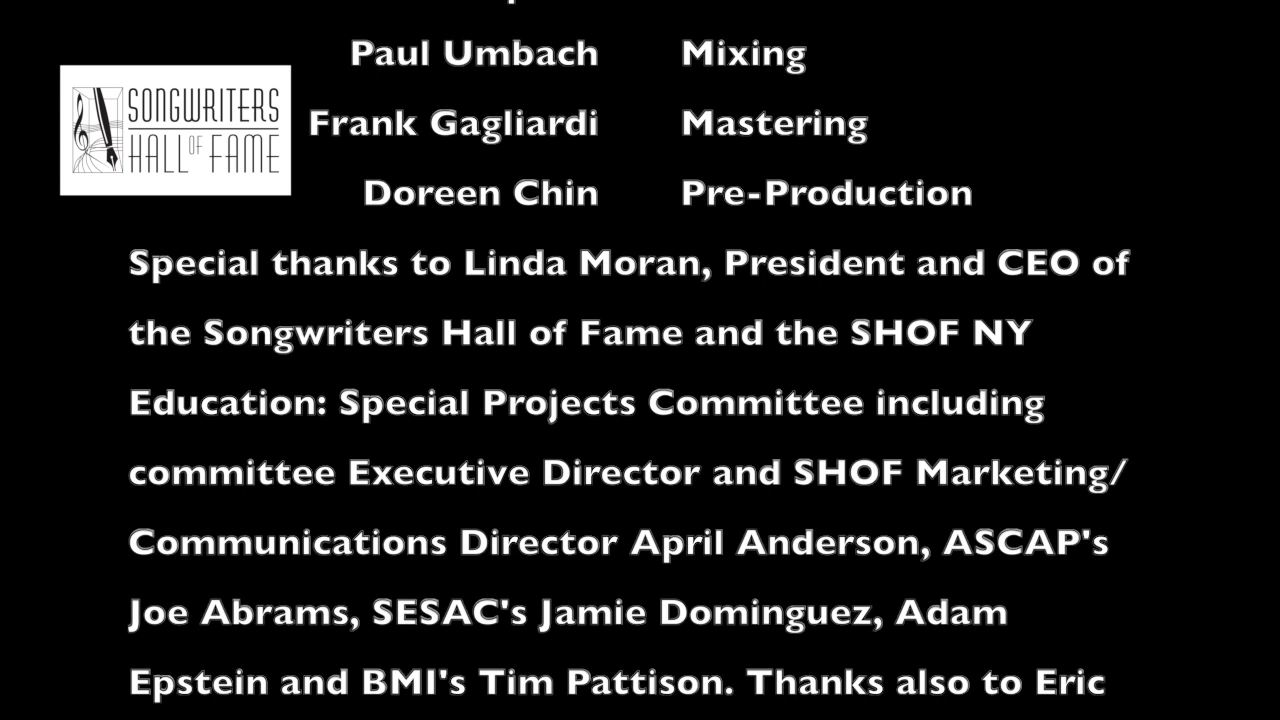 Paul Umbach Mixing
SONGWRITERS
HALL OF FAME
Frank Gagliardi Mastering
Doreen Chin Pre-Production
Special thanks to Linda Moran, President and CEO of
the Songwriters Hall of Fame and the SHOF NY
Education: Special Projects Committee including
committee Executive Director and SHOF Marketing/
Communications Director April Anderson, ASCAP's
Joe Abrams, SESAC's Jamie Dominguez, Adam
Epstein and BMI's Tim Pattison. Thanks also to Eric